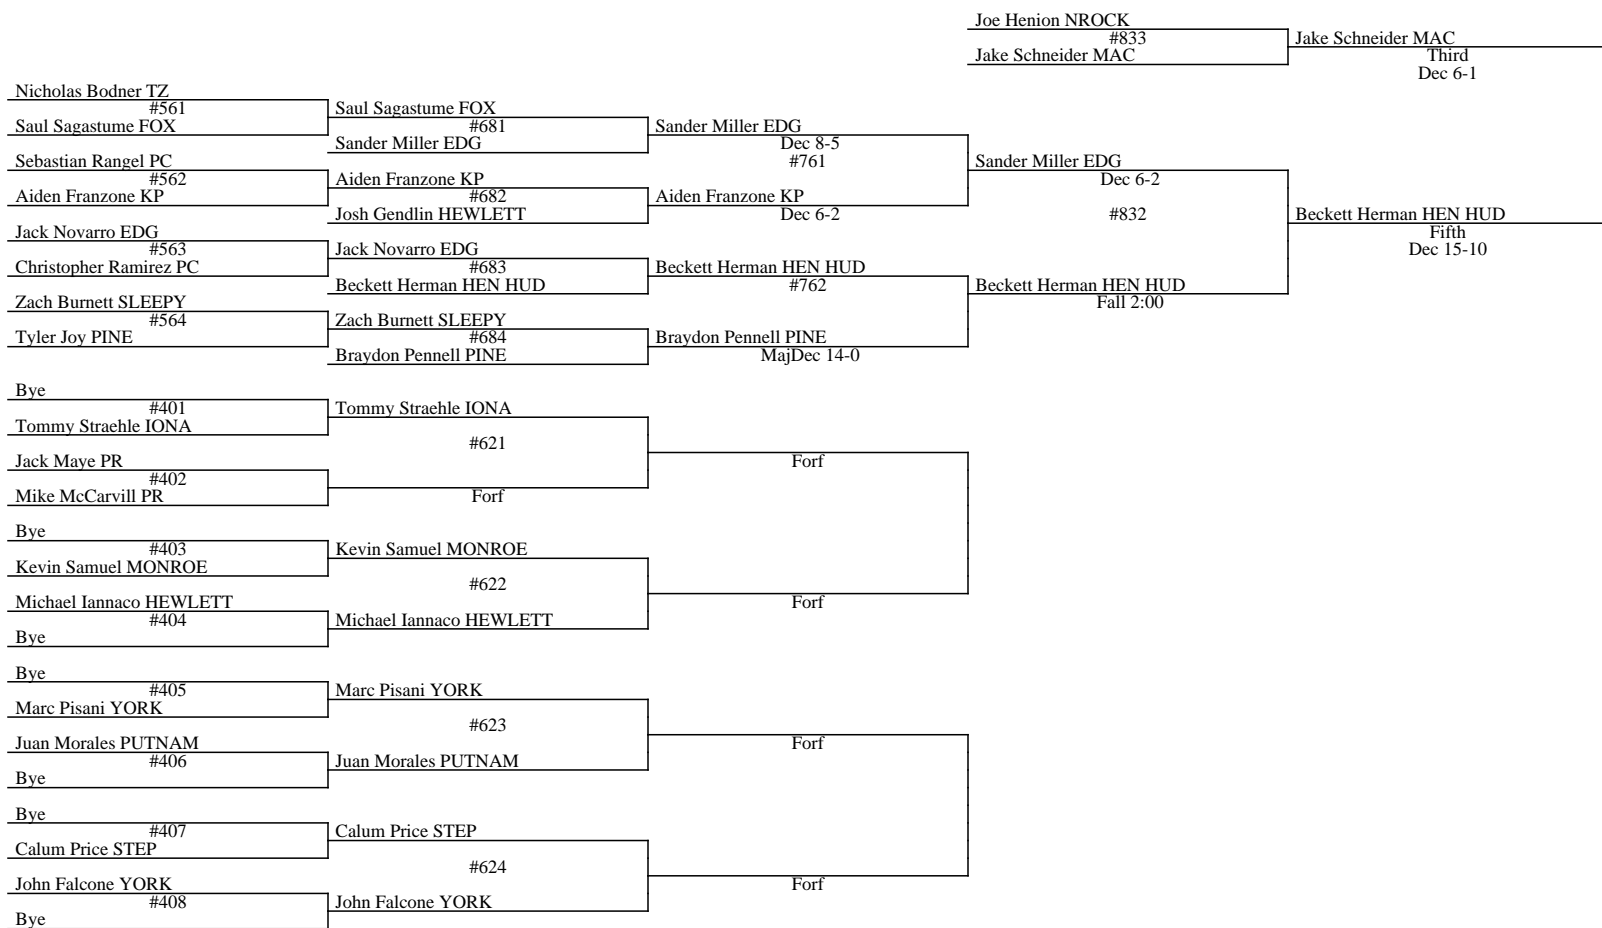 Joe Henion NROCK
#833
Jake Schneider MAC
Jake Schneider MAC
Third
Dec 6-1
Nicholas Bodner TZ
#561
Saul Sagastume FOX
Saul Sagastume FOX
#681
Sander Miller EDG
Sander Miller EDG
Dec 8-5
#761
Sebastian Rangel PC
#562
Aiden Franzone KP
Aiden Franzone KP
#682
Josh Gendlin HEWLETT
Aiden Franzone KP
Dec 6-2
Sander Miller EDG
Dec 6-2
#832
Beckett Herman HEN HUD
Fifth
Dec 15-10
Jack Novarro EDG
#563
Christopher Ramirez PC
Jack Novarro EDG
#683
Beckett Herman HEN HUD
Beckett Herman HEN HUD
#762
Beckett Herman HEN HUD
Fall 2:00
Zach Burnett SLEEPY
#564
Tyler Joy PINE
Zach Burnett SLEEPY
#684
Braydon Pennell PINE
Braydon Pennell PINE
MajDec 14-0
Bye
#401
Tommy Straehle IONA
Tommy Straehle IONA
#621
Forf
Jack Maye PR
#402
Mike McCarvill PR
Forf
Bye
#403
Kevin Samuel MONROE
Kevin Samuel MONROE
#622
Forf
Michael Iannaco HEWLETT
#404
Bye
Michael Iannaco HEWLETT
Bye
#405
Marc Pisani YORK
Marc Pisani YORK
#623
Forf
Juan Morales PUTNAM
#406
Bye
Juan Morales PUTNAM
Bye
#407
Calum Price STEP
Calum Price STEP
#624
Forf
John Falcone YORK
#408
Bye
John Falcone YORK